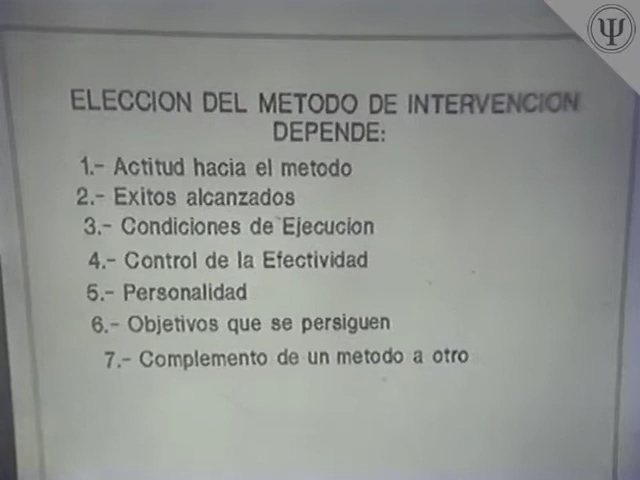 ELECCION DEL METODO DE INTERVENCION
DEPENDE:
1.- Actitud hacia el metodo
2.- Exitos alcanzados
3.- Condiciones de Ejecucion
4.- Control de la Efectividad
5.- Personalidad
6.- Objetivos que se persiguen
7.- Complemento de un metodo a otro
Ψ